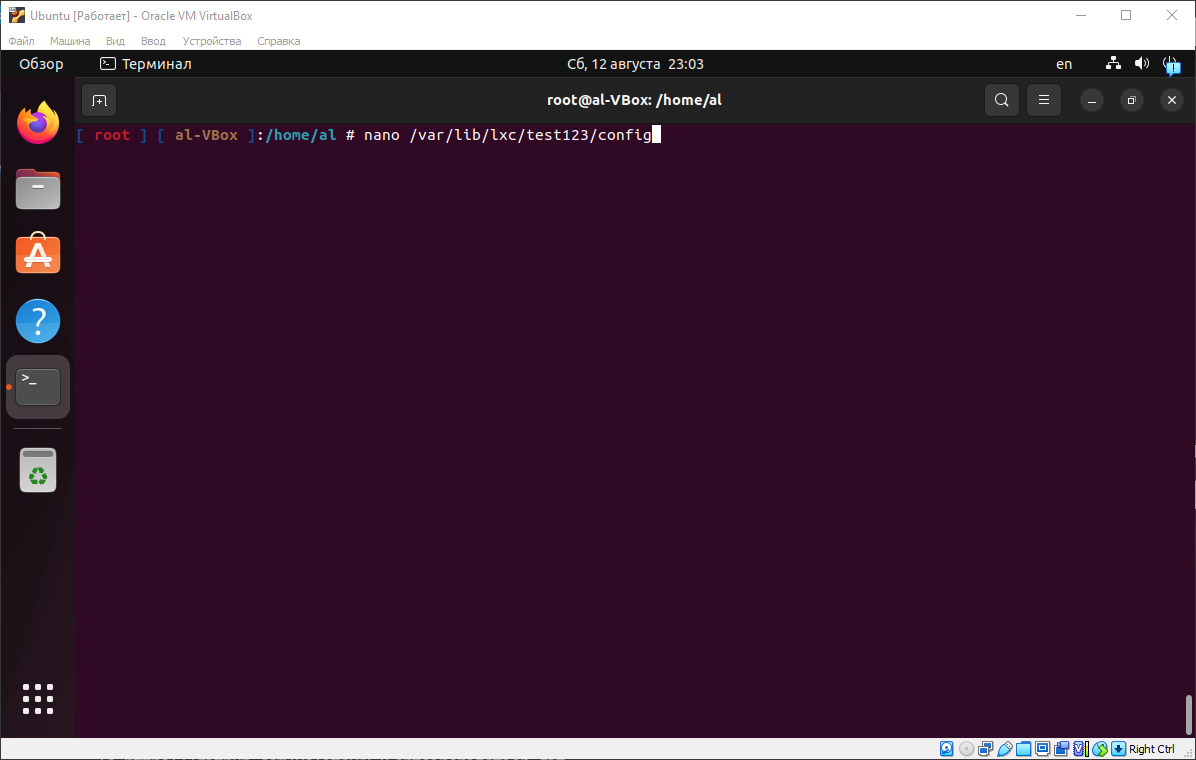 Ubuntu [Работает] - Oracle VM VirtualBox
Файл Машина Вид Ввод Устройства Справка
Обзор Терминал Сб, 12 августа 23:03 en
root@al-VBox: /home/al
[ root ] [ al-VBox ]:/home/al # nano /var/lib/lxc/test123/config
Right Ctrl